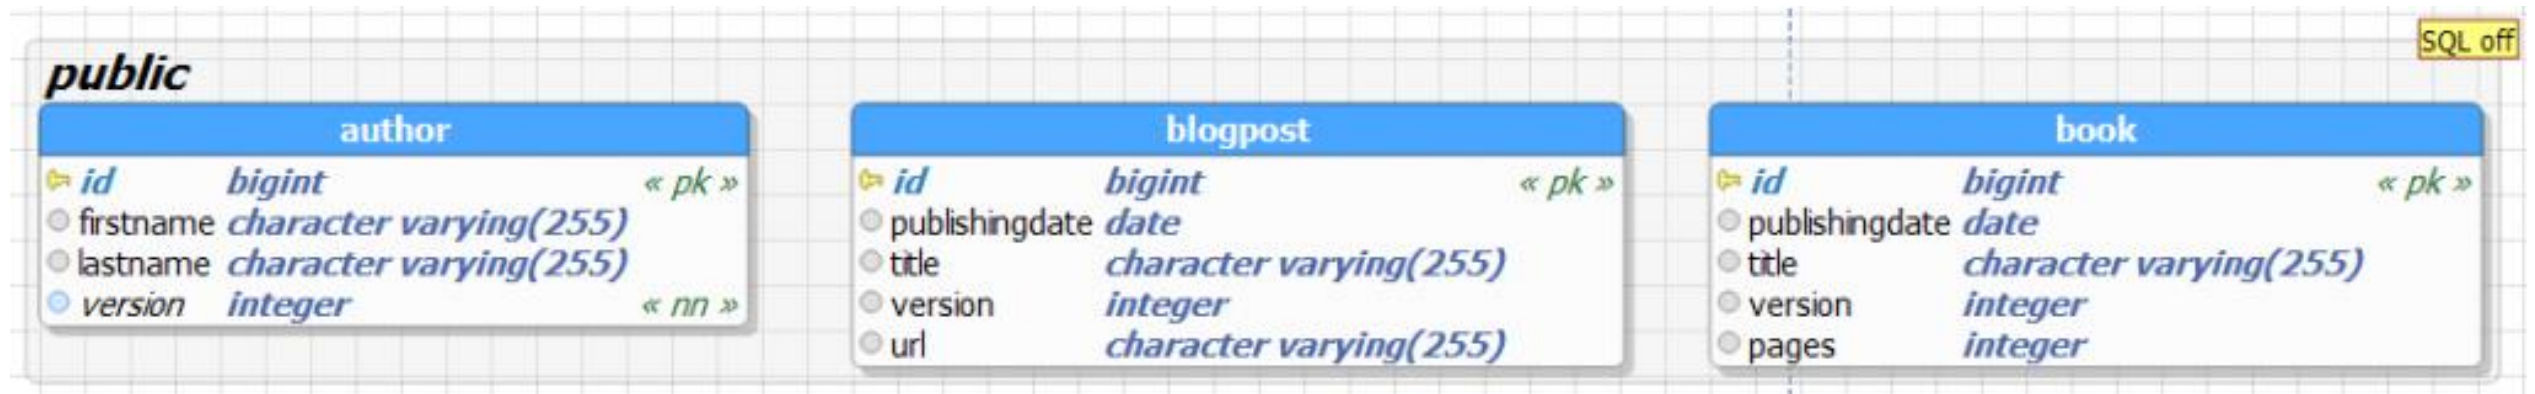 SQL off
public
author
id bigint « pk »
firstname character varying(255)
lastname character varying(255)
version integer « nn »
blogpost
id bigint « pk »
publishingdate date
title character varying(255)
version integer
url character varying(255)
book
id bigint « pk »
publishingdate date
title character varying(255)
version integer
pages integer